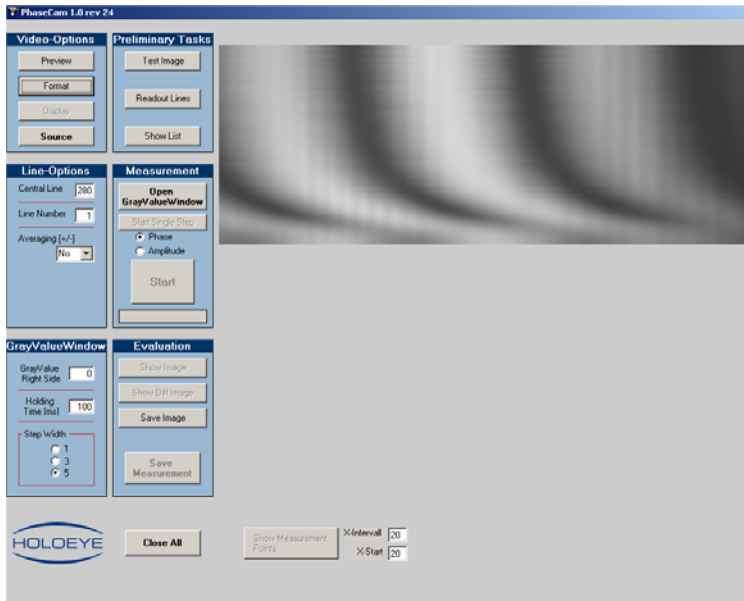 PhaseCam 1.0 rev 24
Video-Options
Preview
Format
Display
Source
Preliminary Tasks
Test Image
Readout Lines
Show List
Line-Options
Central Line 280
Line Number 1
Averaging [+/-]
No
Measurement
Open
GrayValueWindow
Start Single Step
Phase
Amplitude
Start
GrayValueWindow
GrayValue
Right Side 0
Holding
Time [ms] 100
Step Width
1
3
5
Evaluation
Show Image
Show Diff Image
Save Image
Save
Measurement
HOLOEYE
Close All
Show Measurement
Points
X-Intervall 20
X-Start 20